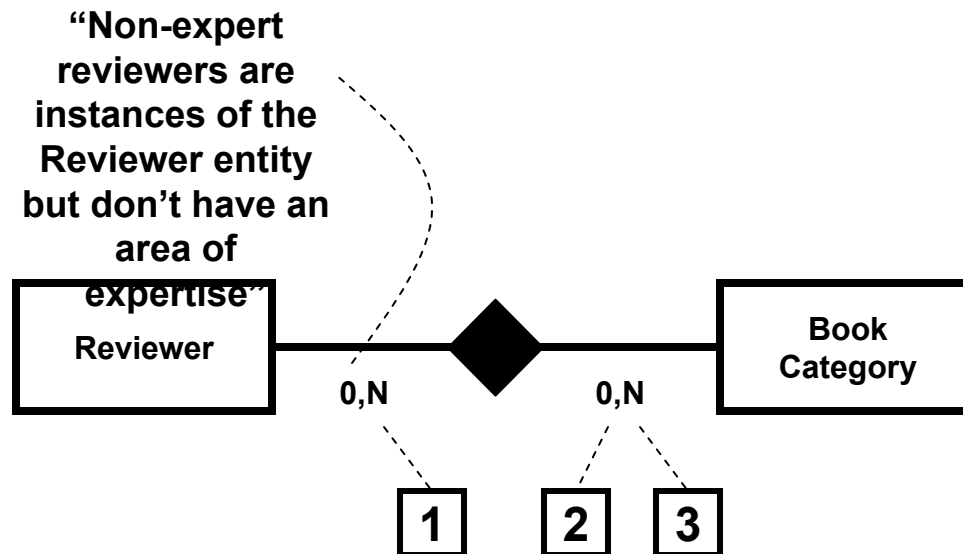 “Non-expert
reviewers are
instances of the
Reviewer entity
but don’t have an
area of
expertise”
Reviewer
Book
Category
0,N
0,N
1
2
3